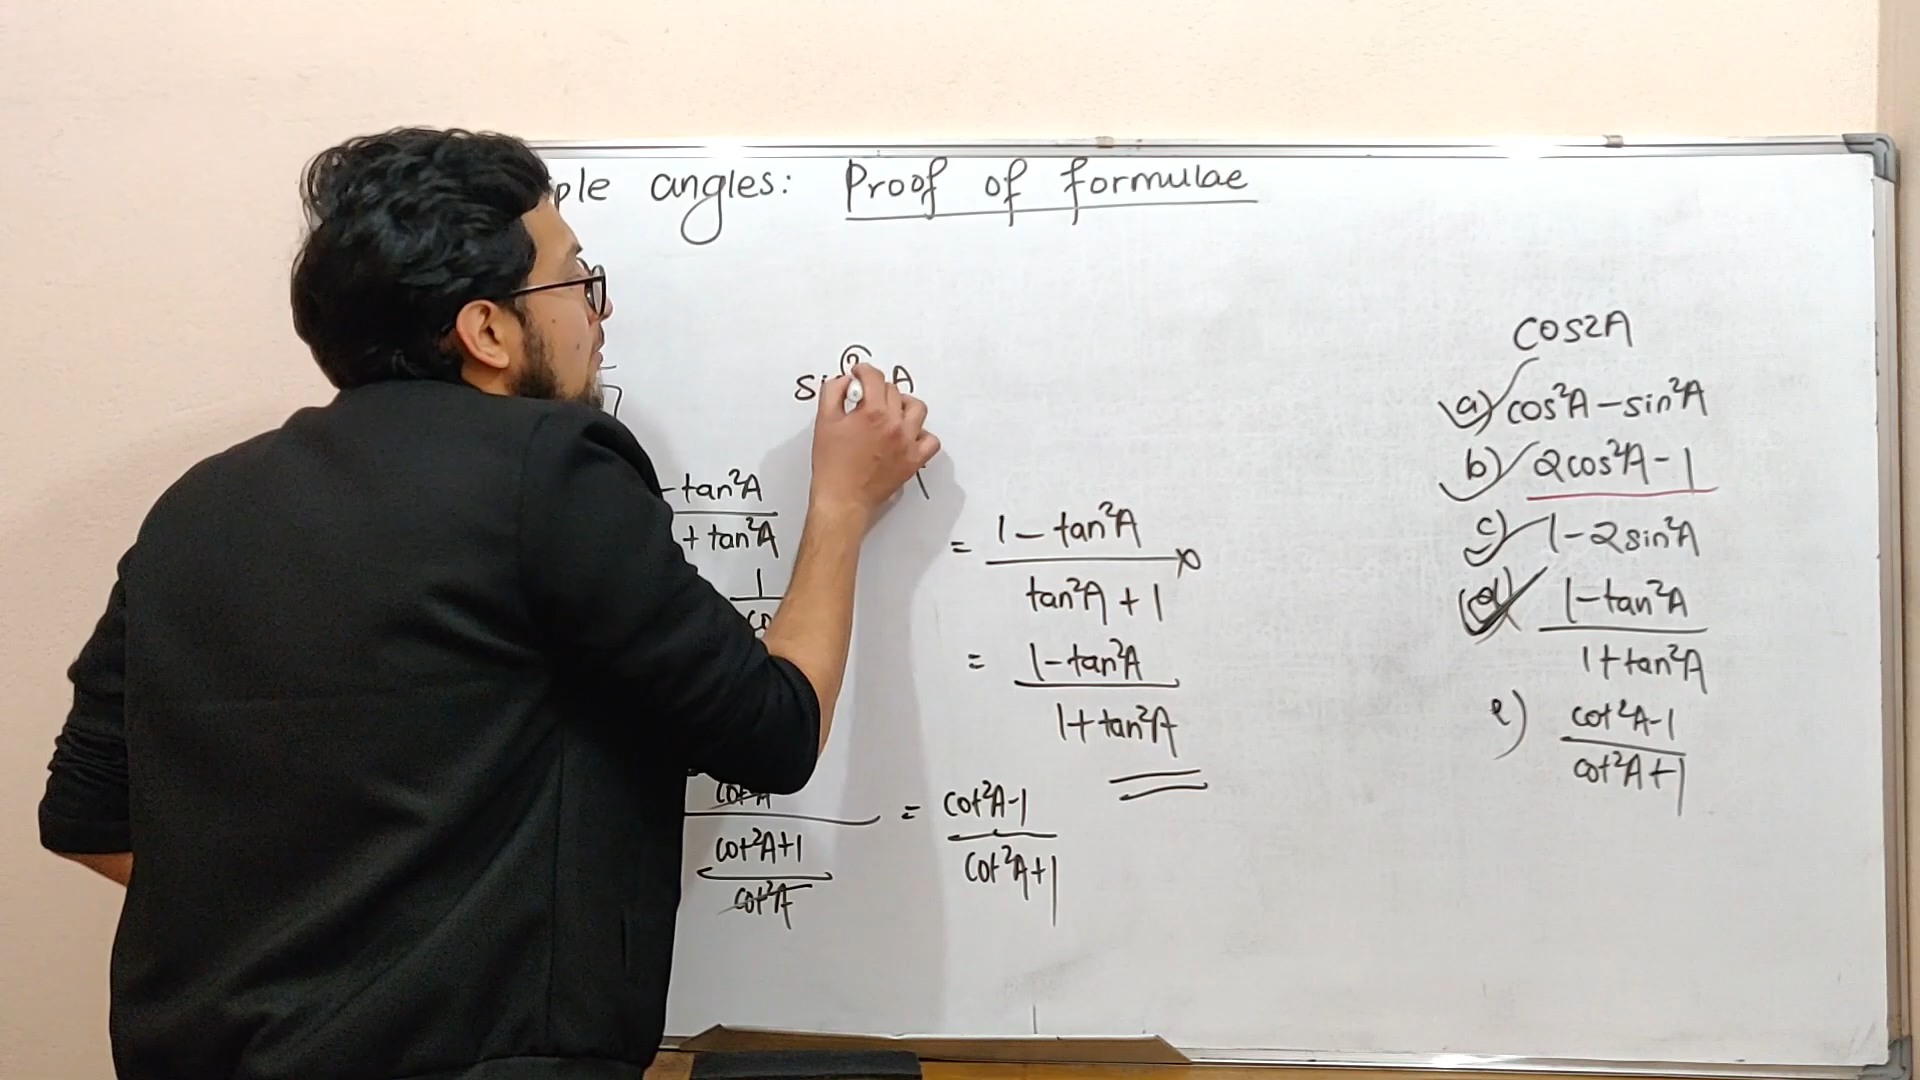 ple angles: Proof of formulae
A
- tan²A
+ tan²A
1
= 1 - tan²A
tan²A + 1
= 1 - tan²A
1 + tan²A
cot²A+1
cot²A
= cot²A-1
cot²A+1
cos2A
a) cos²A - sin²A
b) 2cos²A - 1
c) 1 - 2sin²A
d) 1 - tan²A
1 + tan²A
e) cot²A-1
cot²A+1